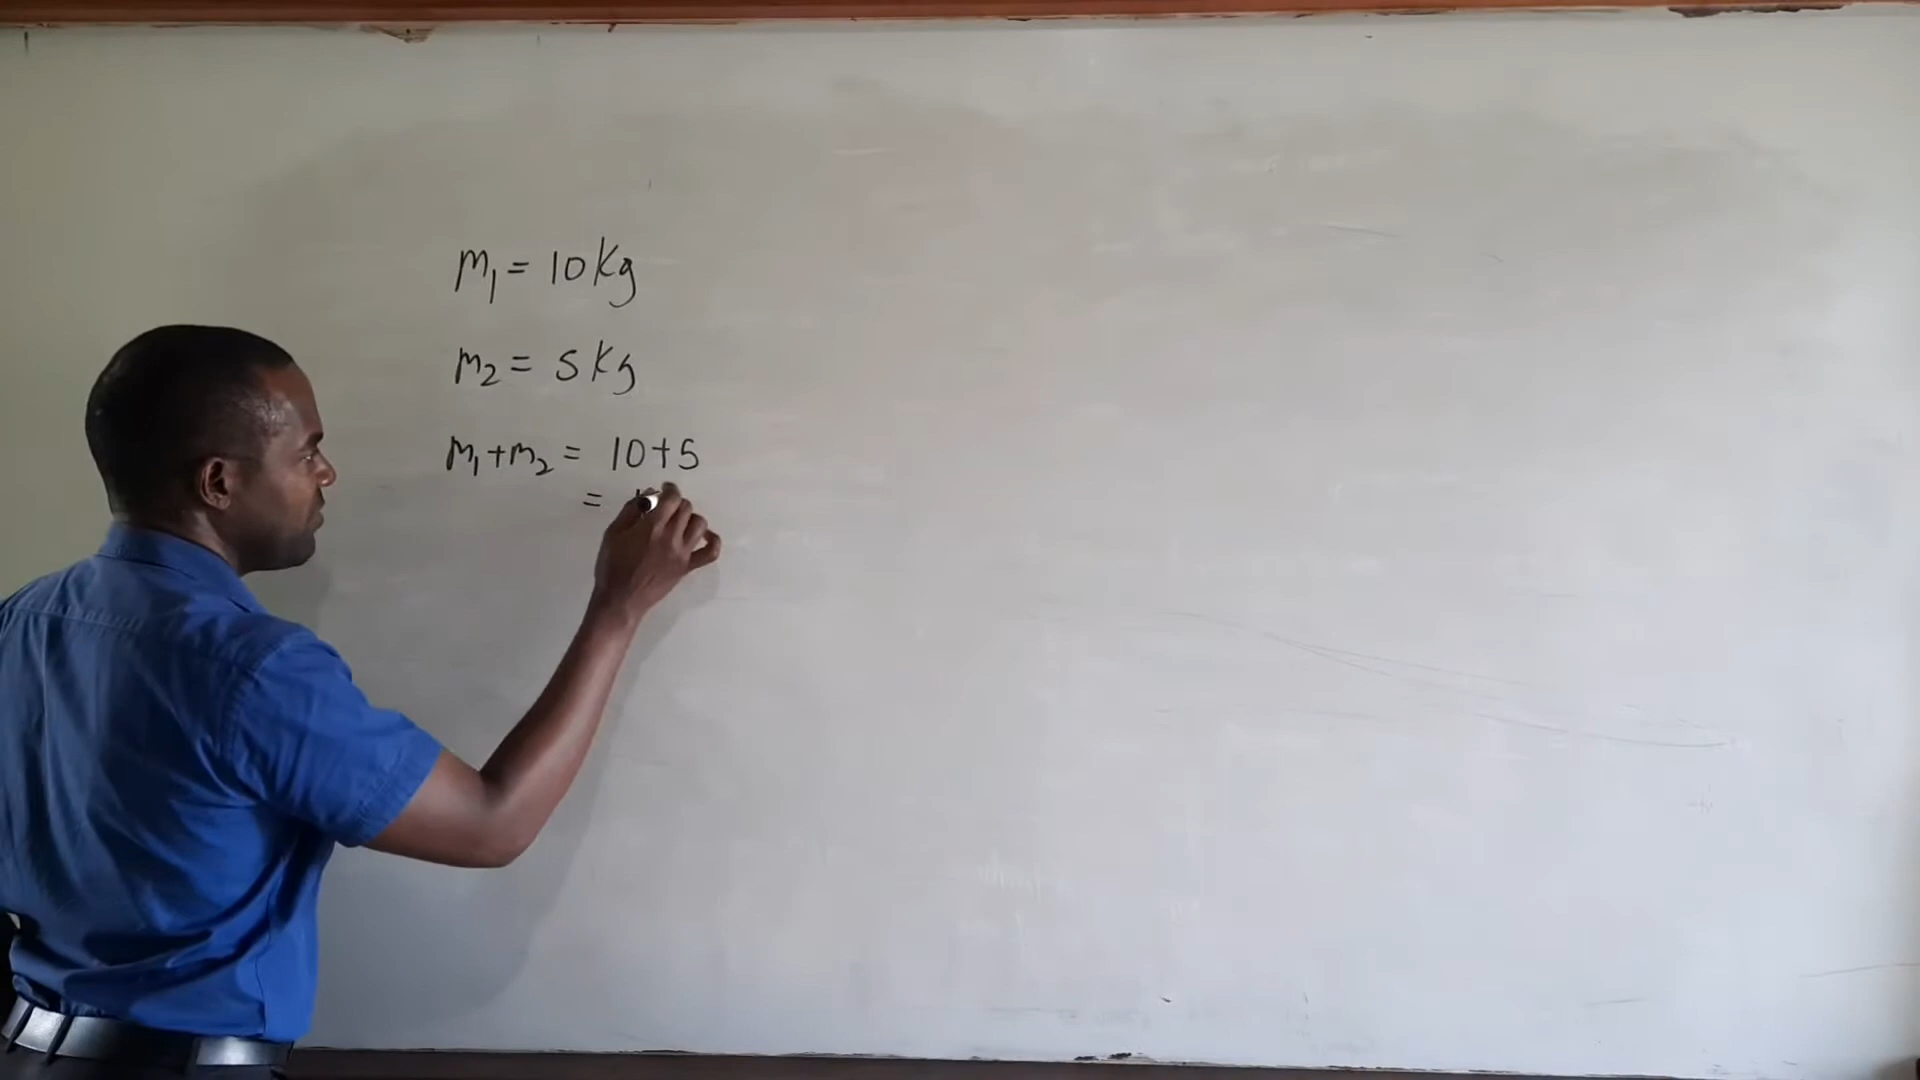 m₁ = 10 Kg
m₂ = 5 Kg
m₁ + m₂ = 10 + 5
=